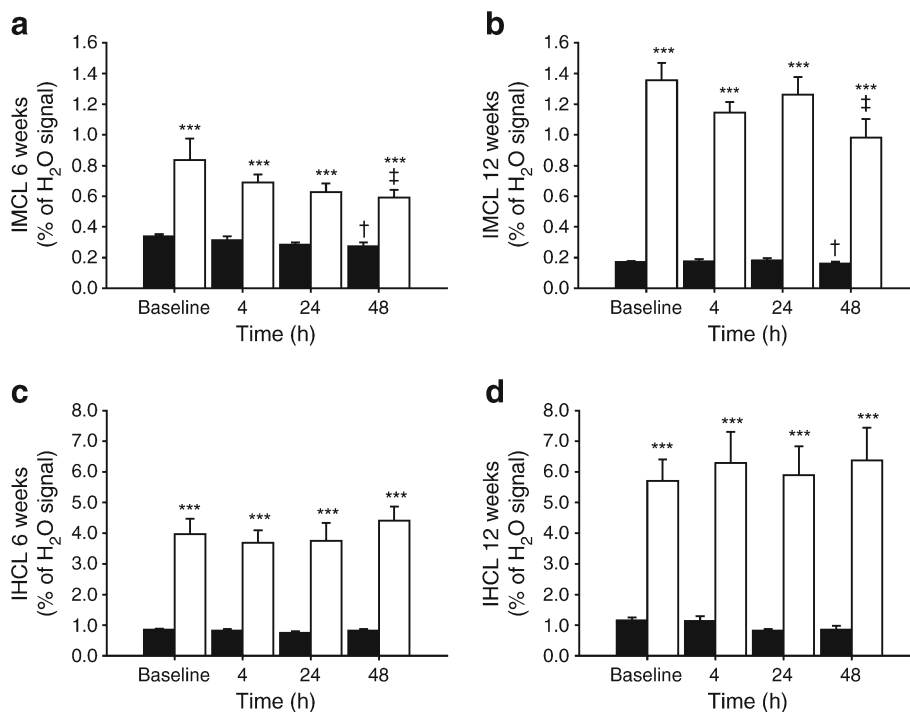 a
IMCL 6 weeks
(% of H2O signal)
1.6
1.4
1.2
1.0
0.8
0.6
0.4
0.2
0.0
***
***
***
***
‡
†
Baseline 4 24 48
Time (h)
b
IMCL 12 weeks
(% of H2O signal)
1.6
1.4
1.2
1.0
0.8
0.6
0.4
0.2
0.0
***
***
***
***
‡
†
Baseline 4 24 48
Time (h)
c
IHCL 6 weeks
(% of H2O signal)
8.0
7.0
6.0
5.0
4.0
3.0
2.0
1.0
0.0
***
***
***
***
Baseline 4 24 48
Time (h)
d
IHCL 12 weeks
(% of H2O signal)
8.0
7.0
6.0
5.0
4.0
3.0
2.0
1.0
0.0
***
***
***
***
Baseline 4 24 48
Time (h)